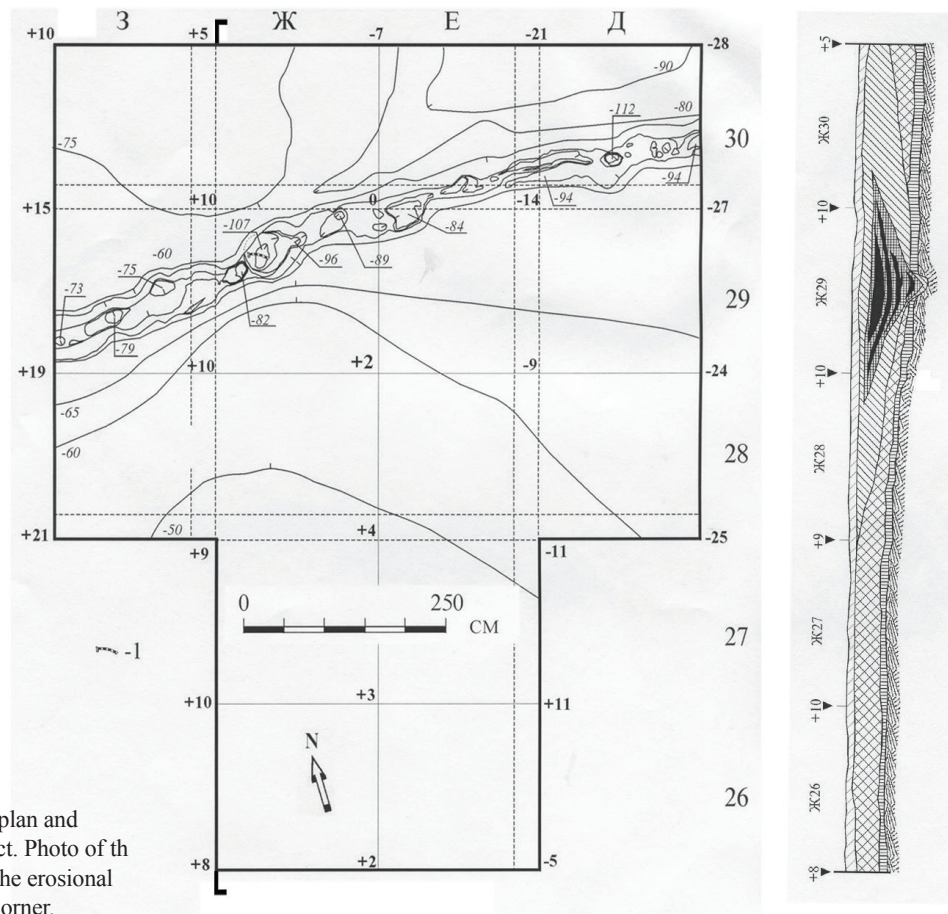 З Ж Е Д
+10 +5 -7 -21 -28
-90
-112 -80
30
-75
-94
+15 +10 0 -14 -27
-94
-107 -84
-60
-96 -89
-75
-73
29
-82
-79
+19 +10 +2 -9 -24
-65
-60
28
-50
+21 +4 -25
+9 -11
0 250
СМ
27
-1
+10 +3 +11
N
26
+8 +2 -5
plan and
ct. Photo of th
he erosional
orner.
+5
Ж30
+10
Ж29
+10
Ж28
+9
Ж27
+10
Ж26
+8